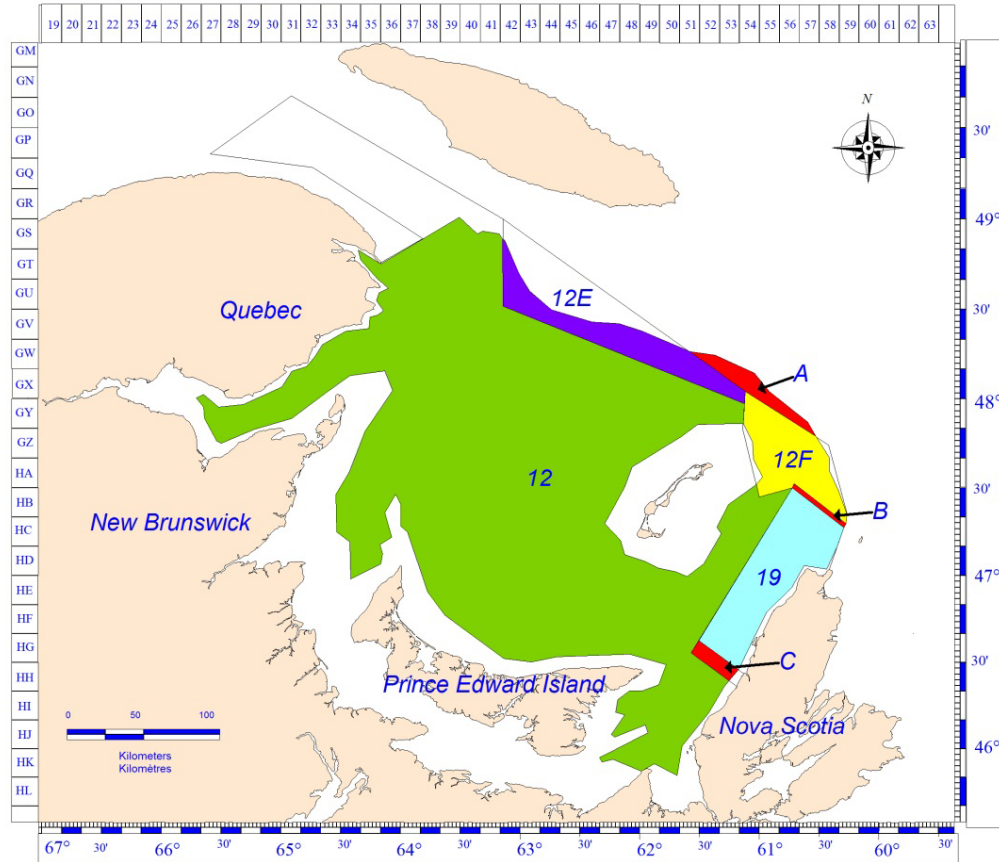 19 20 21 22 23 24 25 26 27 28 29 30 31 32 33 34 35 36 37 38 39 40 41 42 43 44 45 46 47 48 49 50 51 52 53 54 55 56 57 58 59 60 61 62 63
GM
GN
GO
GP
GQ
GR
GS
GT
GU
GV
GW
GX
GY
GZ
HA
HB
HC
HD
HE
HF
HG
HH
HI
HJ
HK
HL
N
30'
49°
30'
48°
30'
47°
30'
46°
Quebec
12E
A
12F
12
B
New Brunswick
19
C
Prince Edward Island
Nova Scotia
0 50 100
Kilometers
Kilomètres
67° 30' 66° 30' 65° 30' 64° 30' 62° 30' 61° 30' 60° 30'